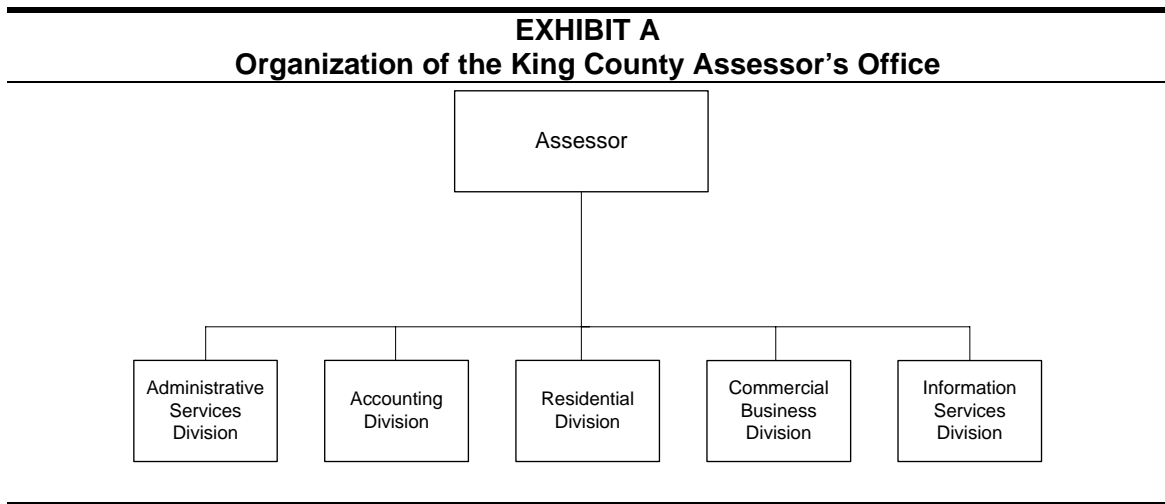 EXHIBIT A
Organization of the King County Assessor’s Office
Assessor
Administrative
Services
Division
Accounting
Division
Residential
Division
Commercial
Business
Division
Information
Services
Division